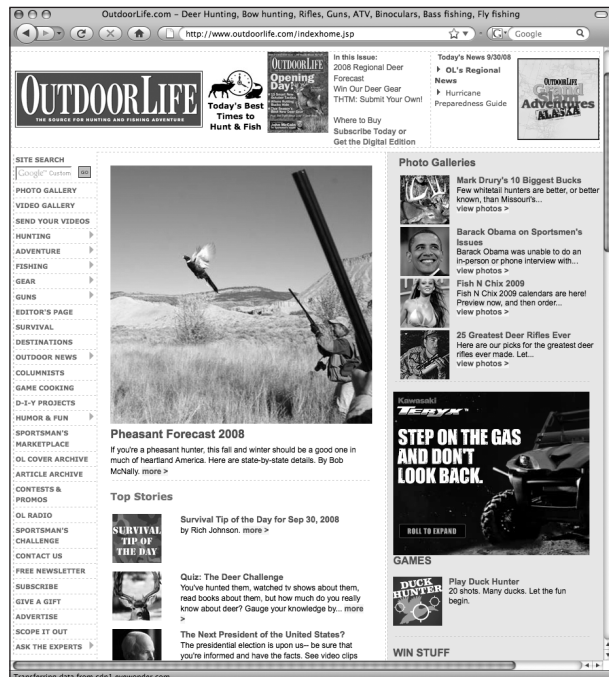 OutdoorLife.com – Deer Hunting, Bow hunting, Rifles, Guns, ATV, Binoculars, Bass fishing, Fly fishing
http://www.outdoorlife.com/indexhome.jsp
Google
OUTDOORLIFE
THE SOURCE FOR HUNTING AND FISHING ADVENTURE
Today's Best
Times to
Hunt & Fish
OUTDOORLIFE
Opening
Day!
In this Issue:
2008 Regional Deer
Forecast
Win Our Deer Gear
THTM: Submit Your Own!
Where to Buy
Subscribe Today or
Get the Digital Edition
Today's News 9/30/08
OL's Regional
News
Hurricane
Preparedness Guide
OUTDOORLIFE
Grand
Slam
Adventures
ALASKA
SITE SEARCH
Google Custom
GO
PHOTO GALLERY
VIDEO GALLERY
SEND YOUR VIDEOS
HUNTING
ADVENTURE
FISHING
GEAR
GUNS
EDITOR'S PAGE
SURVIVAL
DESTINATIONS
OUTDOOR NEWS
COLUMNISTS
GAME COOKING
D-I-Y PROJECTS
HUMOR & FUN
SPORTSMAN'S
MARKETPLACE
OL COVER ARCHIVE
ARTICLE ARCHIVE
CONTESTS &
PROMOS
OL RADIO
SPORTSMAN'S
CHALLENGE
CONTACT US
FREE NEWSLETTER
SUBSCRIBE
GIVE A GIFT
ADVERTISE
SCOPE IT OUT
ASK THE EXPERTS
Pheasant Forecast 2008
If you're a pheasant hunter, this fall and winter should be a good one in
much of heartland America. Here are state-by-state details. By Bob
McNally. more >
Top Stories
SURVIVAL
TIP OF
THE DAY
Survival Tip of the Day for Sep 30, 2008
by Rich Johnson. more >
Quiz: The Deer Challenge
You've hunted them, watched tv shows about them,
read books about them, but how much do you really
know about deer? Gauge your knowledge by... more
>
The Next President of the United States?
The presidential election is upon us-- be sure that
you're informed and have the facts. See video clips
Photo Galleries
Mark Drury's 10 Biggest Bucks
Few whitetail hunters are better, or better
known, than Missouri's...
view photos >
Barack Obama on Sportsmen's
Issues
Barack Obama was unable to do an
in-person or phone interview with...
view photos >
Fish N Chix 2009
Fish N Chix 2009 calendars are here!
Preview now, and then order...
view photos >
25 Greatest Deer Rifles Ever
Here are our picks for the greatest deer
rifles ever made. Let...
view photos >
Kawasaki
TERYX
STEP ON THE GAS
AND DON'T
LOOK BACK.
ROLL TO EXPAND
GAMES
DUCK
HUNTER
Play Duck Hunter
20 shots. Many ducks. Let the fun
begin.
WIN STUFF
Transferring data from cdn1.eyewonder.com